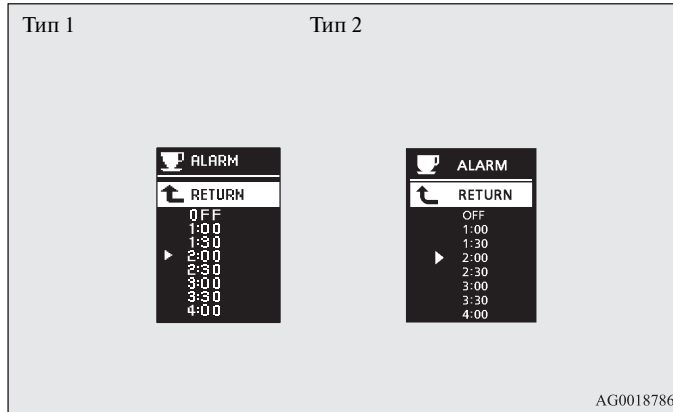 Тип 1
Тип 2
ALARM
RETURN
OFF
1:00
1:30
2:00
2:30
3:00
3:30
4:00
ALARM
RETURN
OFF
1:00
1:30
2:00
2:30
3:00
3:30
4:00
AG0018786